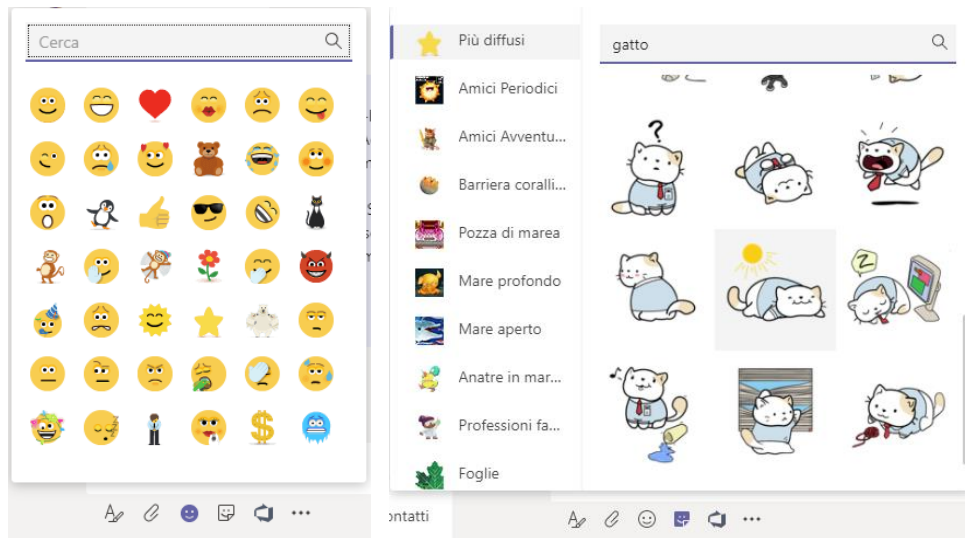 Cerca
Più diffusi
Amici Periodici
Amici Avventu...
Barriera coralli...
Pozza di marea
Mare profondo
Mare aperto
Anatre in mar...
Professioni fa...
Foglie
gatto
?
Z
ontatti